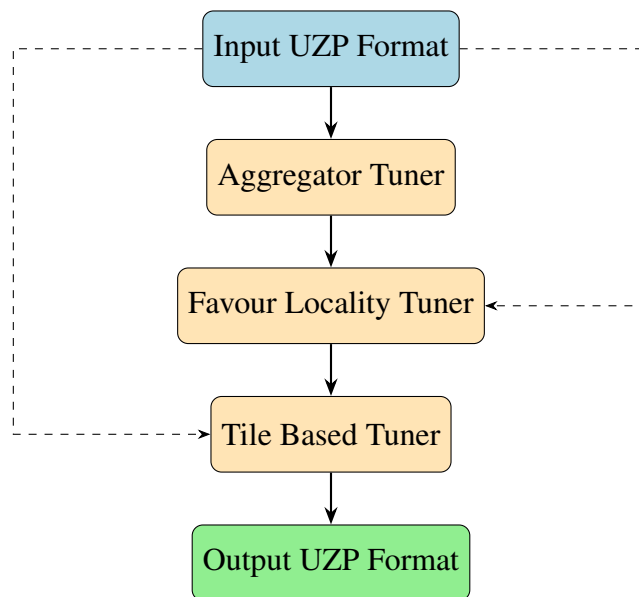 Input UZP Format
Aggregator Tuner
Favour Locality Tuner
Tile Based Tuner
Output UZP Format